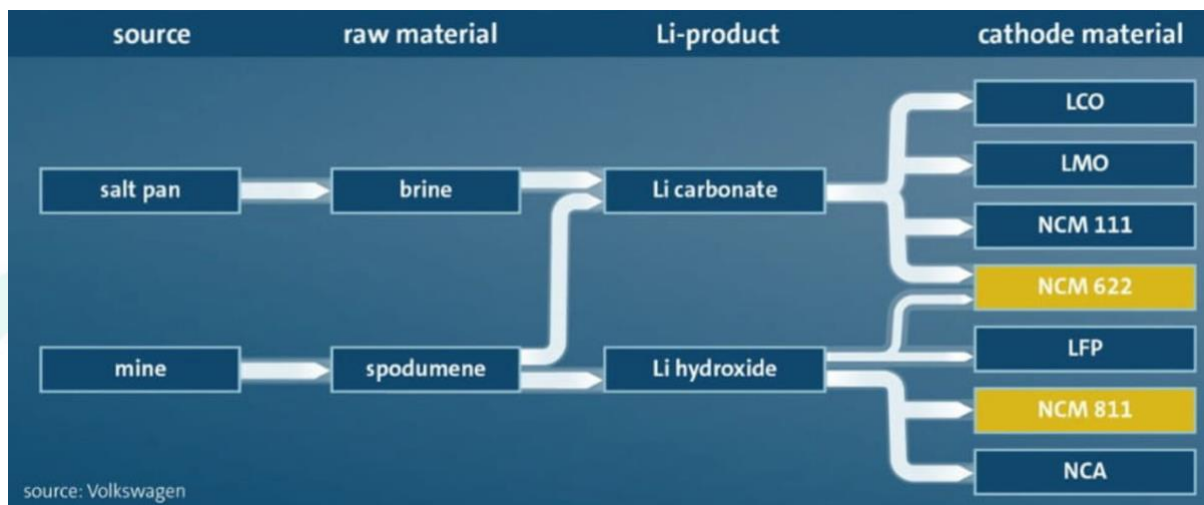 source raw material Li-product cathode material
LCO
LMO
salt pan brine Li carbonate
NCM 111
NCM 622
LFP
mine spodumene Li hydroxide
NCM 811
NCA
source: Volkswagen